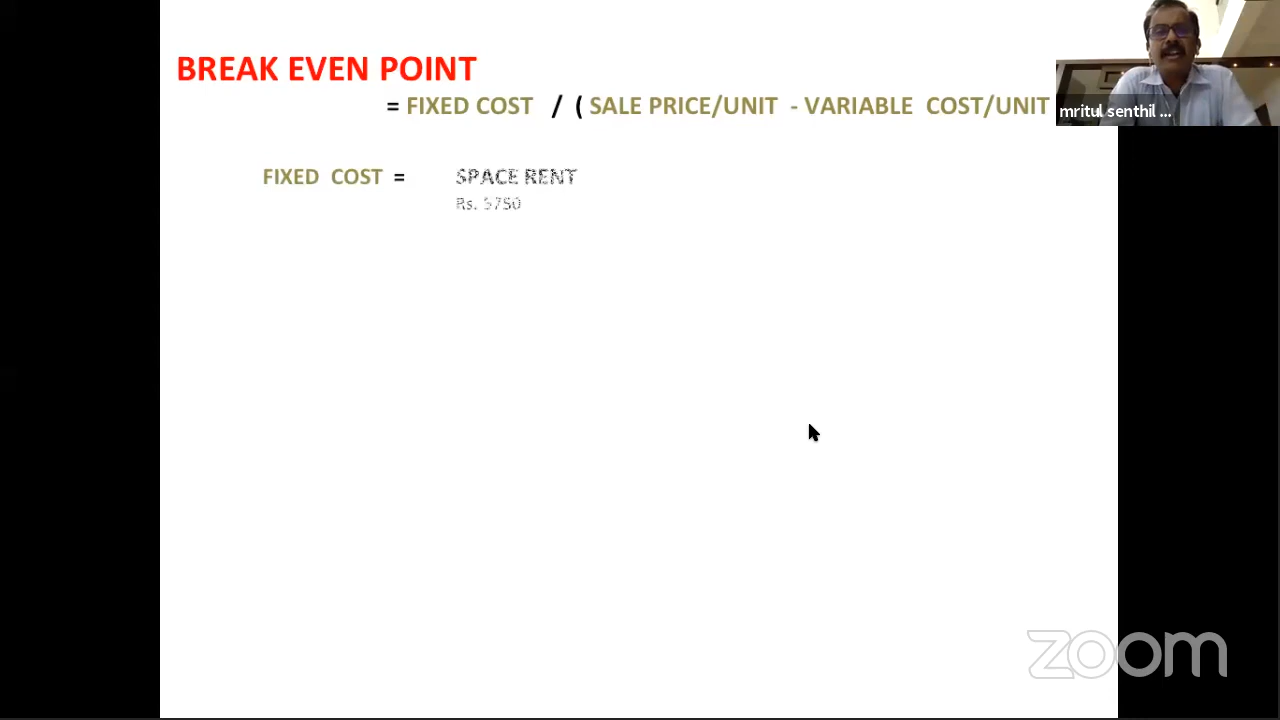 BREAK EVEN POINT
= FIXED COST / ( SALE PRICE/UNIT - VARIABLE COST/UNIT
FIXED COST = SPACE RENT
Rs. 5750
mritul senthil ...
zoom